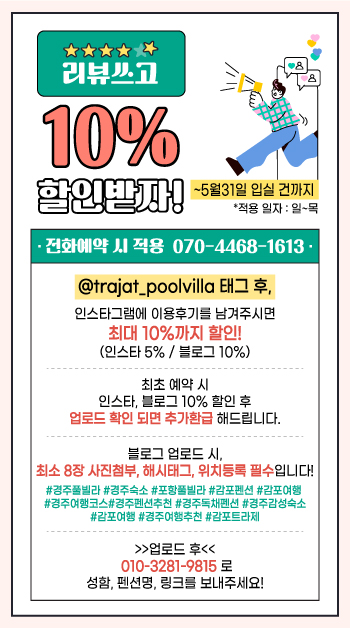 리뷰쓰고
10%
할인받자!
~5월31일 입실 건까지
*적용 일자 : 일~목
· 전화예약 시 적용 070-4468-1613 ·
@trajat_poolvilla 태그 후,
인스타그램에 이용후기를 남겨주시면
최대 10%까지 할인!
(인스타 5% / 블로그 10%)
최초 예약 시
인스타, 블로그 10% 할인 후
업로드 확인 되면 추가환급 해드립니다.
블로그 업로드 시,
최소 8장 사진첨부, 해시태그, 위치등록 필수입니다!
#경주풀빌라 #경주숙소 #포항풀빌라 #감포펜션 #감포여행
#경주여행코스#경주펜션추천 #경주독채펜션 #경주감성숙소
#감포여행 #경주여행추천 #감포트라제
>>업로드 후<<
010-3281-9815 로
성함, 펜션명, 링크를 보내주세요!